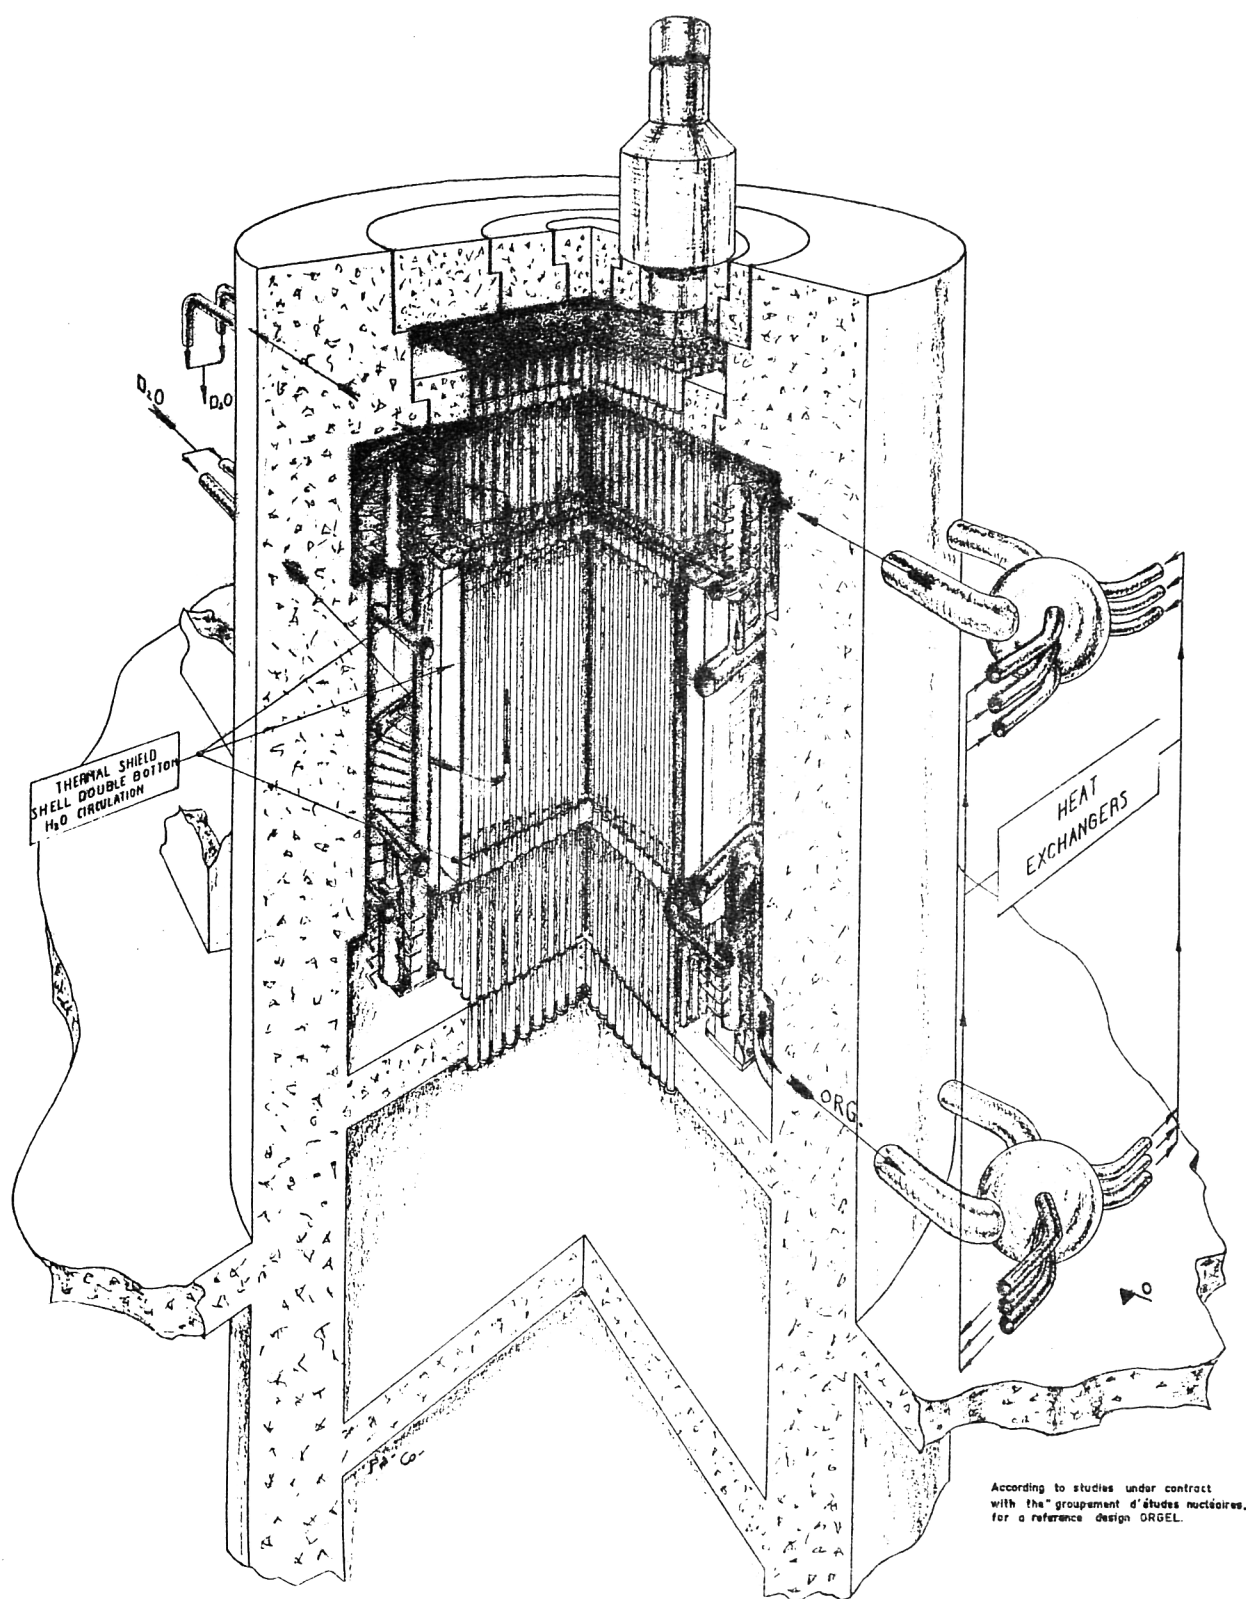 D₂O
D₂O
THERMAL SHIELD
SHELL DOUBLE BOTTOM
H₂O CIRCULATION
HEAT
EXCHANGERS
ORG.
According to studies under contract
with the "groupement d'études nucléaires,
for a reference design ORGEL.